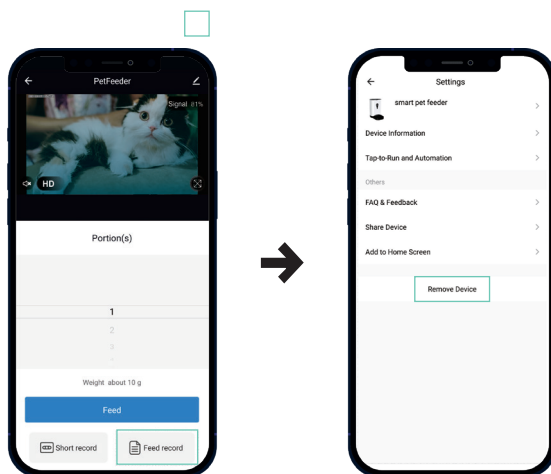 PetFeeder
Signal 81%
HD
Portion(s)
1
2
3
Weight about 10 g
Feed
Short record
Feed record
Settings
smart pet feeder
Device Information
Tap-to-Run and Automation
Others
FAQ & Feedback
Share Device
Add to Home Screen
Remove Device